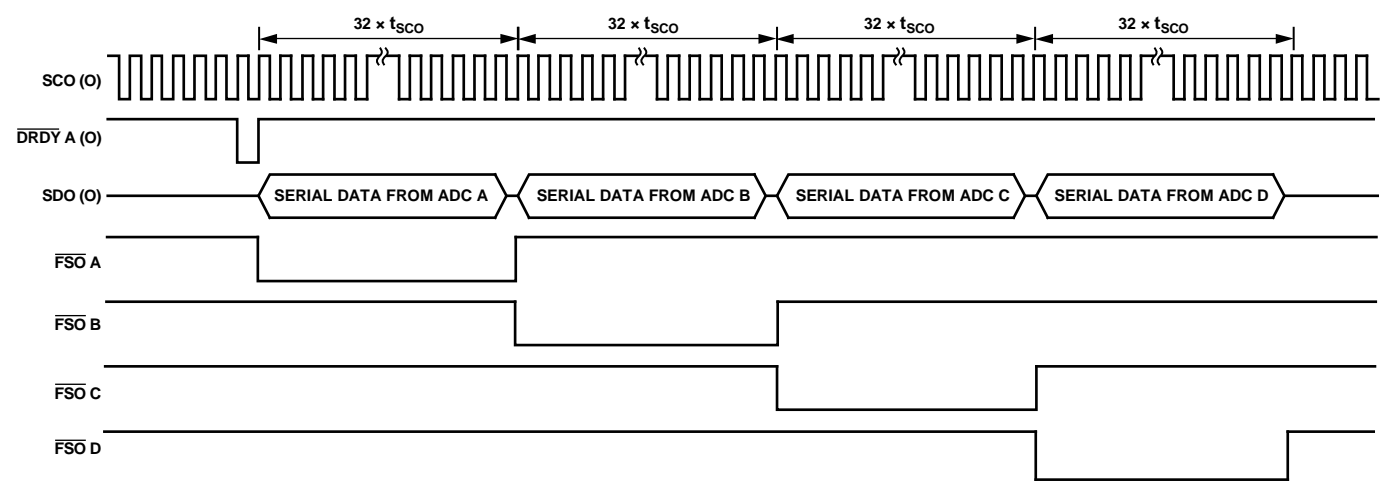 32 × tSCO 32 × tSCO 32 × tSCO 32 × tSCO
SCO (O)
DRDY A (O)
SDO (O) SERIAL DATA FROM ADC A SERIAL DATA FROM ADC B SERIAL DATA FROM ADC C SERIAL DATA FROM ADC D
FSO A
FSO B
FSO C
FSO D